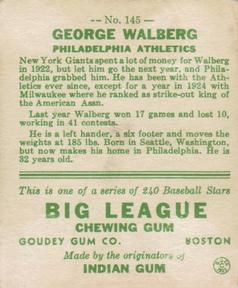 -- No. 145 --
GEORGE WALBERG
PHILADELPHIA ATHLETICS
New York Giants spent a lot of money for Walberg
in 1922, but let him go the next year, and Phila-
delphia grabbed him. He has been with the Ath-
letics ever since, except for a year in 1924 with
Milwaukee where he ranked as strike-out king of
the American Assn.
Last year Walberg won 17 games and lost 10,
working in 41 contests.
He is a left hander, a six footer and moves the
weights at 185 lbs. Born in Seattle, Washington,
but now makes his home in Philadelphia. He is
32 years old.
This is one of a series of 240 Baseball Stars
BIG LEAGUE
CHEWING GUM
GOUDEY GUM CO. BOSTON
Made by the originators of
INDIAN GUM